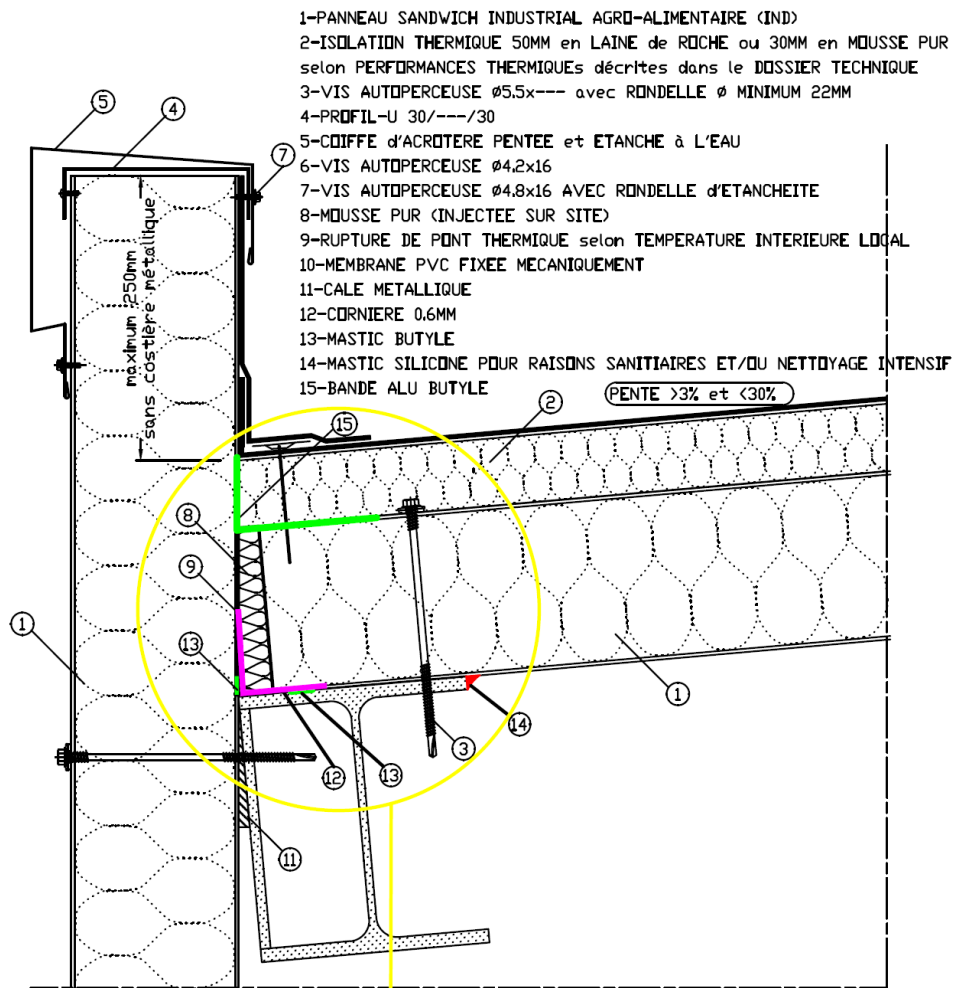 1-PANNEAU SANDWICH INDUSTRIAL AGRO-ALIMENTAIRE (IND)
2-ISOLATION THERMIQUE 50MM en LAINE de ROCHE ou 30MM en MOUSSE PUR
selon PERFORMANCES THERMIQUEs décrites dans le DOSSIER TECHNIQUE
3-VIS AUTOPERCEUSE Ø5.5x--- avec RONDELLE Ø MINIMUM 22MM
4-PROFIL-U 30/---/30
5-COIFFE d'ACROTERE PENTEE et ETANCHE à L'EAU
6-VIS AUTOPERCEUSE Ø4.2x16
7-VIS AUTOPERCEUSE Ø4.8x16 AVEC RONDELLE d'ETANCHEITE
8-MOUSSE PUR (INJECTEE SUR SITE)
9-RUPTURE DE PONT THERMIQUE selon TEMPERATURE INTERIEURE LOCAL
10-MEMBRANE PVC FIXEE MECANIQUEMENT
11-CALE METALLIQUE
12-CORNIERE 0.6MM
13-MASTIC BUTYLE
14-MASTIC SILICONE POUR RAISONS SANITIAIRES ET/OU NETTOYAGE INTENSIF
15-BANDE ALU BUTYLE
PENTE >3% et <30%
5
4
7
maximum 250mm
sans costière métallique
2
15
8
9
1
13
1
14
3
12
13
11